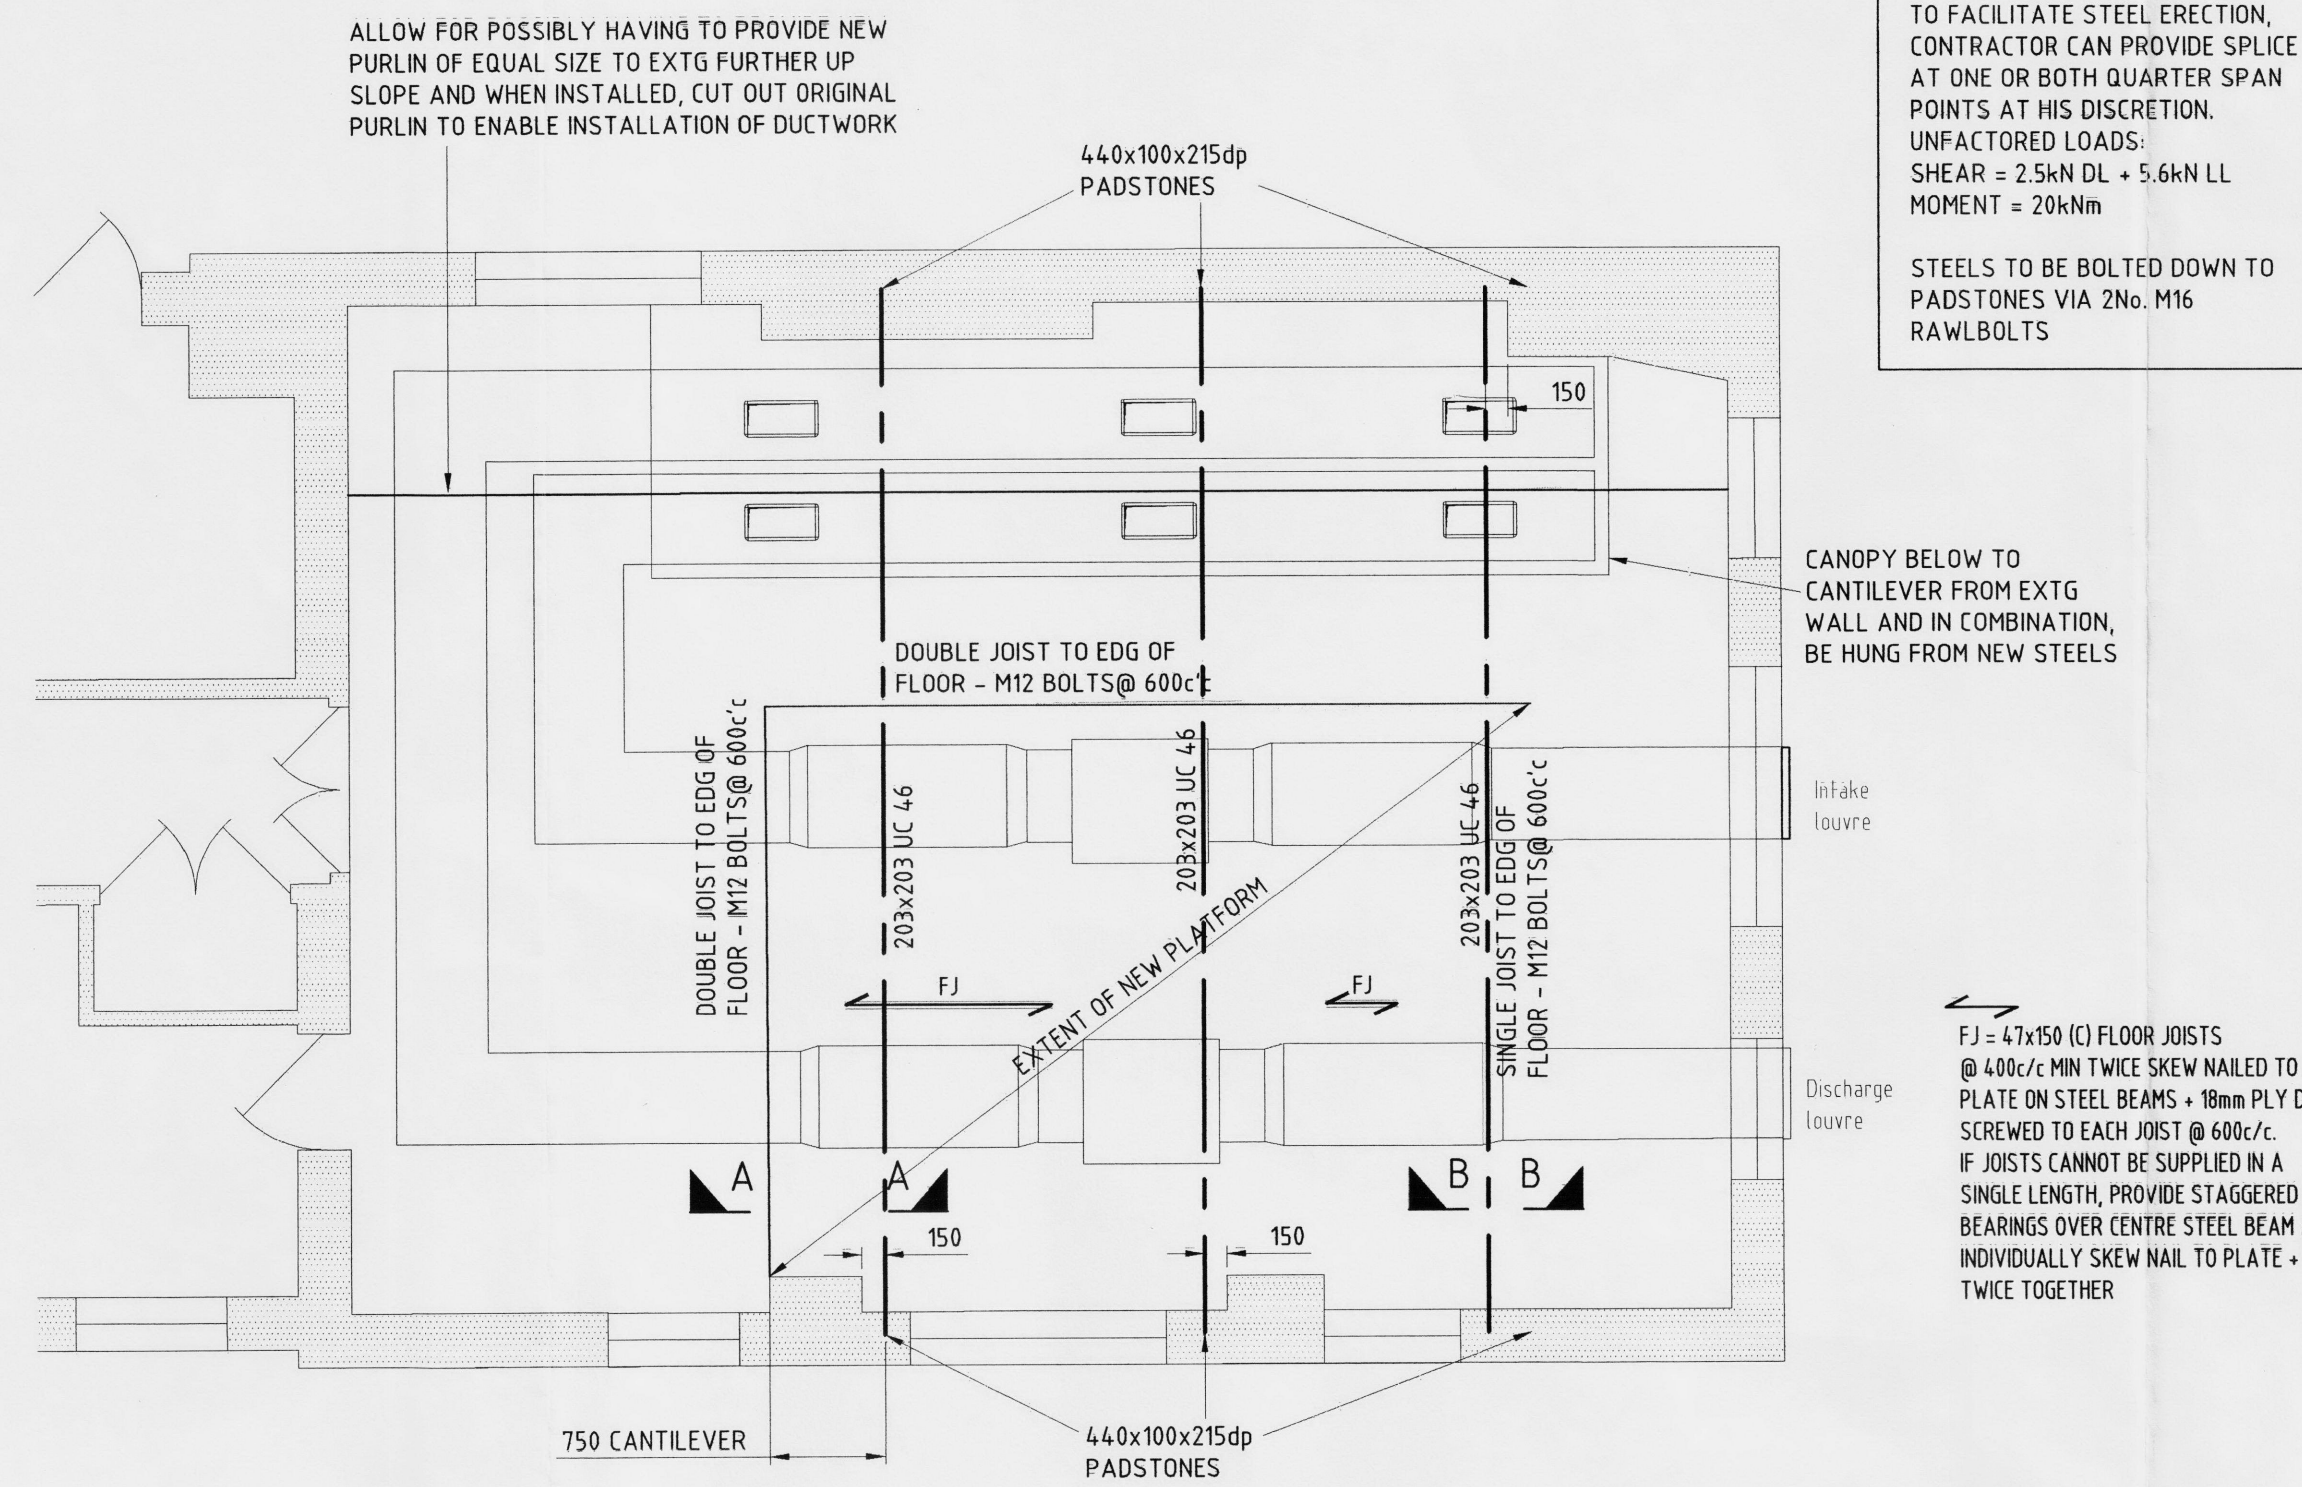 ALLOW FOR POSSIBLY HAVING TO PROVIDE NEW
PURLIN OF EQUAL SIZE TO EXTG FURTHER UP
SLOPE AND WHEN INSTALLED, CUT OUT ORIGINAL
PURLIN TO ENABLE INSTALLATION OF DUCTWORK
440x100x215dp
PADSTONES
TO FACILITATE STEEL ERECTION,
CONTRACTOR CAN PROVIDE SPLICE
AT ONE OR BOTH QUARTER SPAN
POINTS AT HIS DISCRETION.
UNFACTORED LOADS:
SHEAR = 2.5kN DL + 5.6kN LL
MOMENT = 20kNm
STEELS TO BE BOLTED DOWN TO
PADSTONES VIA 2No. M16
RAWLBOLTS
150
CANOPY BELOW TO
CANTILEVER FROM EXTG
WALL AND IN COMBINATION,
BE HUNG FROM NEW STEELS
DOUBLE JOIST TO EDG OF
FLOOR - M12 BOLTS@ 600c'c
DOUBLE JOIST TO EDG OF
FLOOR - M12 BOLTS@ 600c'c
203x203 UC 46
203x203 UC 46
203x203 UC 46
SINGLE JOIST TO EDG OF
FLOOR - M12 BOLTS@ 600c'c
Intake
louvre
EXTENT OF NEW PLATFORM
FJ
FJ
FJ = 47x150 (C) FLOOR JOISTS
@ 400c/c MIN TWICE SKEW NAILED TO
PLATE ON STEEL BEAMS + 18mm PLY D
SCREWED TO EACH JOIST @ 600c/c.
IF JOISTS CANNOT BE SUPPLIED IN A
SINGLE LENGTH, PROVIDE STAGGERED
BEARINGS OVER CENTRE STEEL BEAM
INDIVIDUALLY SKEW NAIL TO PLATE +
TWICE TOGETHER
Discharge
louvre
A
A
B
B
150
150
750 CANTILEVER
440x100x215dp
PADSTONES